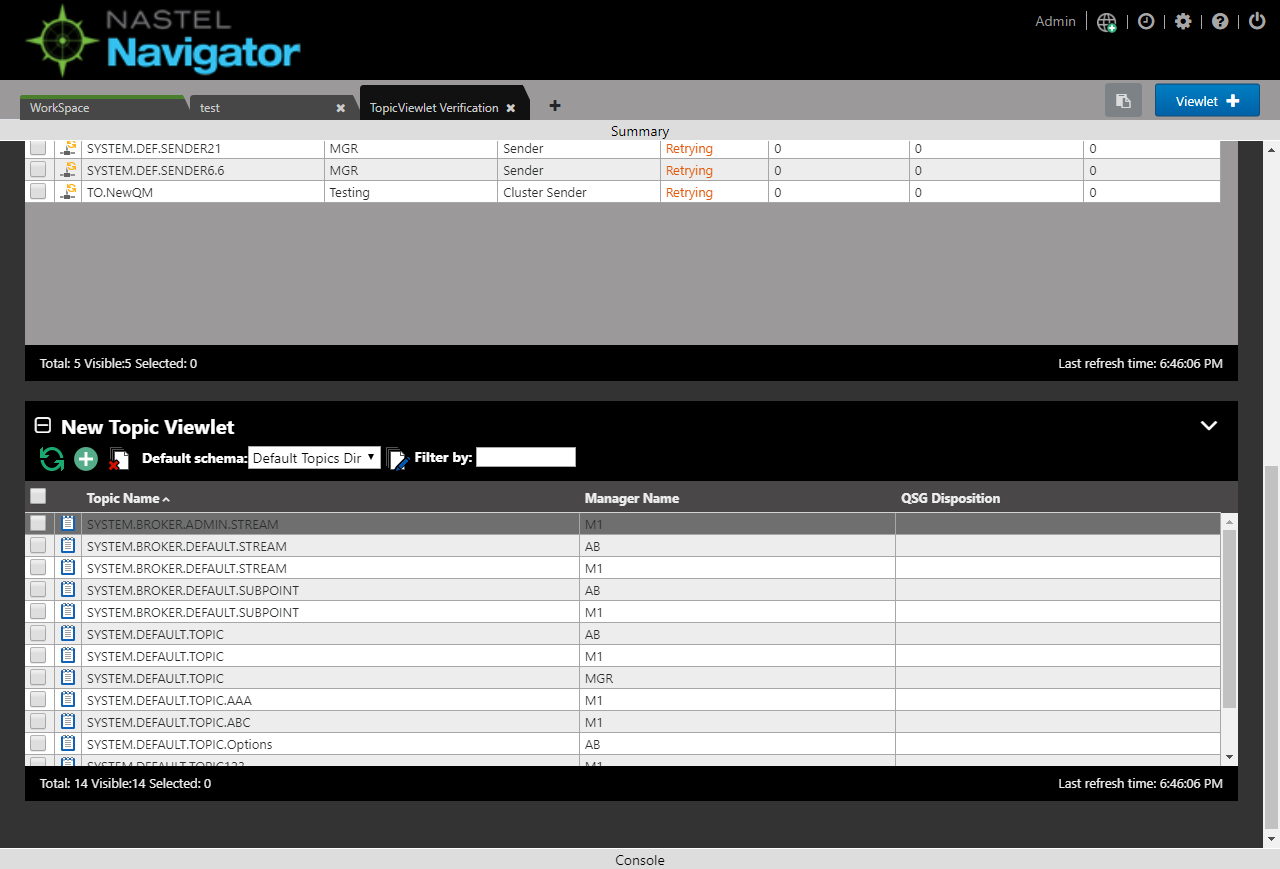 NASTEL
Navigator
Admin
WorkSpace test TopicViewlet Verification Viewlet
Summary
SYSTEM.DEF.SENDER21 MGR Sender Retrying 0 0 0
SYSTEM.DEF.SENDER6.6 MGR Sender Retrying 0 0 0
TO.NewQM Testing Cluster Sender Retrying 0 0 0
Total: 5 Visible:5 Selected: 0 Last refresh time: 6:46:06 PM
New Topic Viewlet
Default schema: Default Topics Dir Filter by:
Topic Name Manager Name QSG Disposition
SYSTEM.BROKER.ADMIN.STREAM M1
SYSTEM.BROKER.DEFAULT.STREAM AB
SYSTEM.BROKER.DEFAULT.STREAM M1
SYSTEM.BROKER.DEFAULT.SUBPOINT AB
SYSTEM.BROKER.DEFAULT.SUBPOINT M1
SYSTEM.DEFAULT.TOPIC AB
SYSTEM.DEFAULT.TOPIC M1
SYSTEM.DEFAULT.TOPIC MGR
SYSTEM.DEFAULT.TOPIC.AAA M1
SYSTEM.DEFAULT.TOPIC.ABC M1
SYSTEM.DEFAULT.TOPIC.Options AB
M1
Total: 14 Visible:14 Selected: 0 Last refresh time: 6:46:06 PM
Console